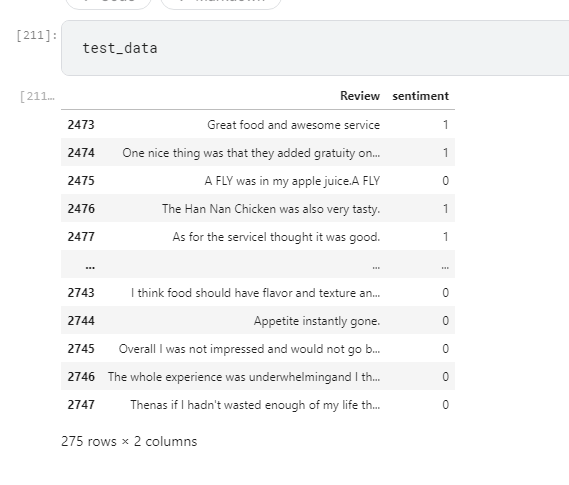 [211]:
test_data
[211...
Review sentiment
2473 Great food and awesome service 1
2474 One nice thing was that they added gratuity on... 1
2475 A FLY was in my apple juice.A FLY 0
2476 The Han Nan Chicken was also very tasty. 1
2477 As for the serviceI thought it was good. 1
... ... ...
2743 I think food should have flavor and texture an... 0
2744 Appetite instantly gone. 0
2745 Overall I was not impressed and would not go b... 0
2746 The whole experience was underwhelmingand I th... 0
2747 Thenas if I hadn't wasted enough of my life th... 0
275 rows × 2 columns